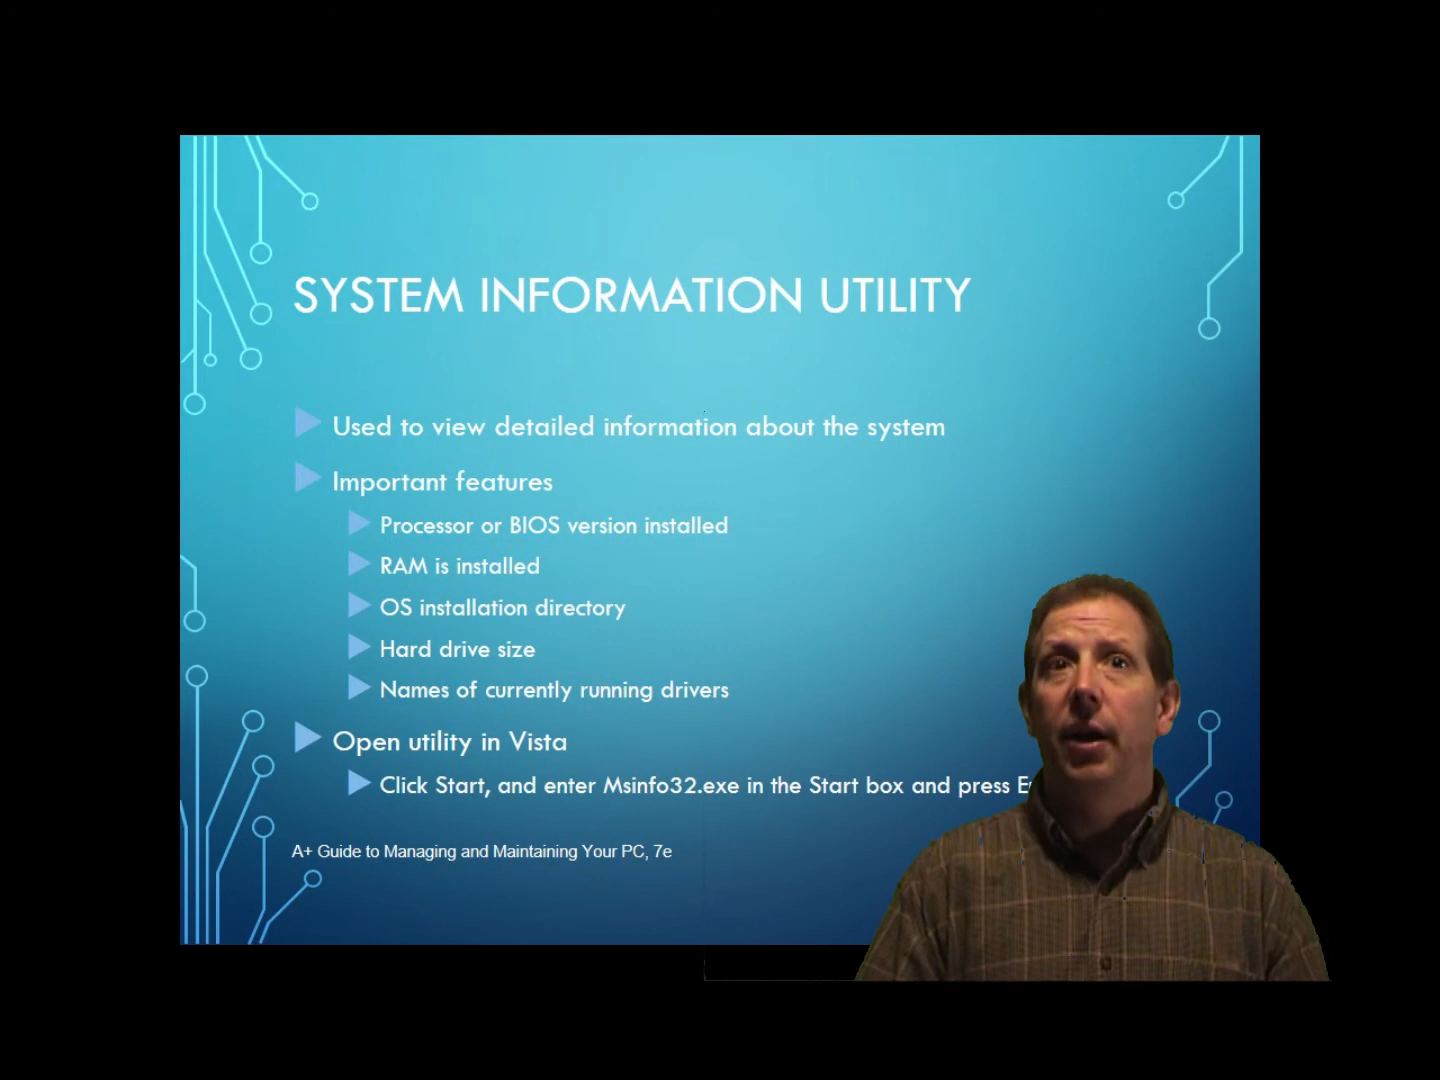 SYSTEM INFORMATION UTILITY
Used to view detailed information about the system
Important features
Processor or BIOS version installed
RAM is installed
OS installation directory
Hard drive size
Names of currently running drivers
Open utility in Vista
Click Start, and enter Msinfo32.exe in the Start box and press
A+ Guide to Managing and Maintaining Your PC, 7e